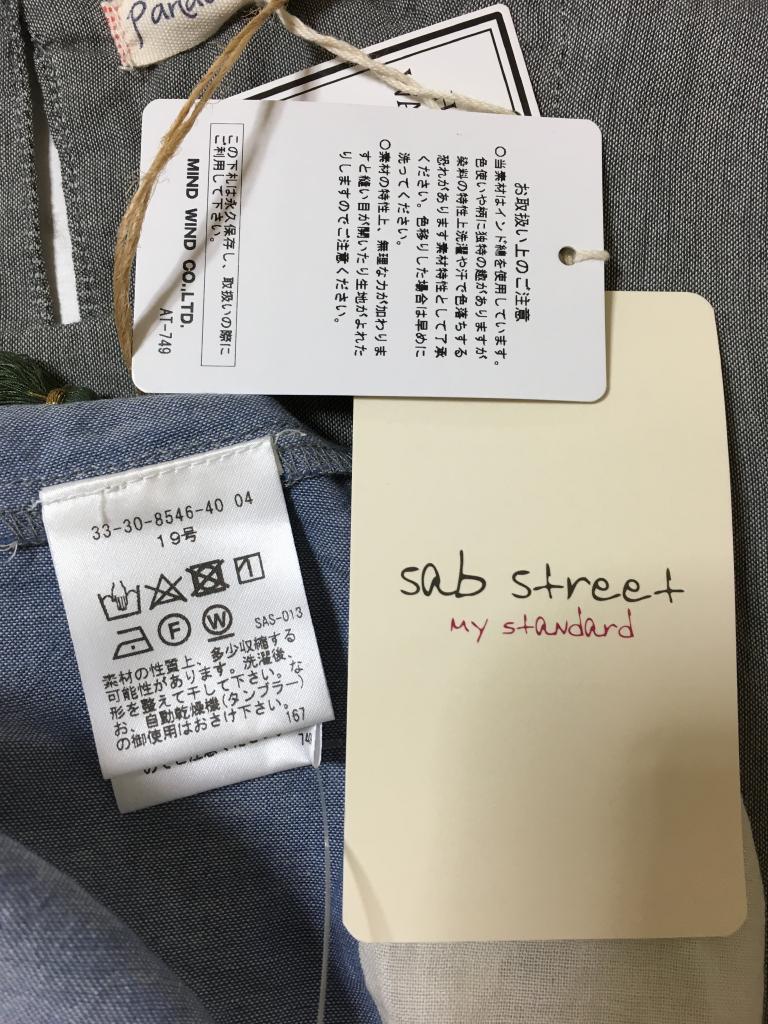 お取扱い上のご注意
○当素材はインド綿を使用しています。
色使いや柄に独特の趣がありますが
染料の特性上洗濯や汗で色落ちする
恐れがあります素材特性として了承
ください。色移りした場合は早めに
洗ってください。
○素材の特性上、無理な力が加わりま
すと縫い目が開いたり生地がよれた
りしますのでご注意ください。
この下札は永久保存し、取扱いの際に
ご利用して下さい。
MIND WIND CO.,LTD.
AT-749
sab street
my standard
33-30-8546-40 04
19号
1
F
W
SAS-013
素材の性質上、多少収縮する
可能性があります。洗濯後、
形を整えて干して下さい。な
お、自動乾燥機(タンブラー)
の御使用はおさけ下さい。
167